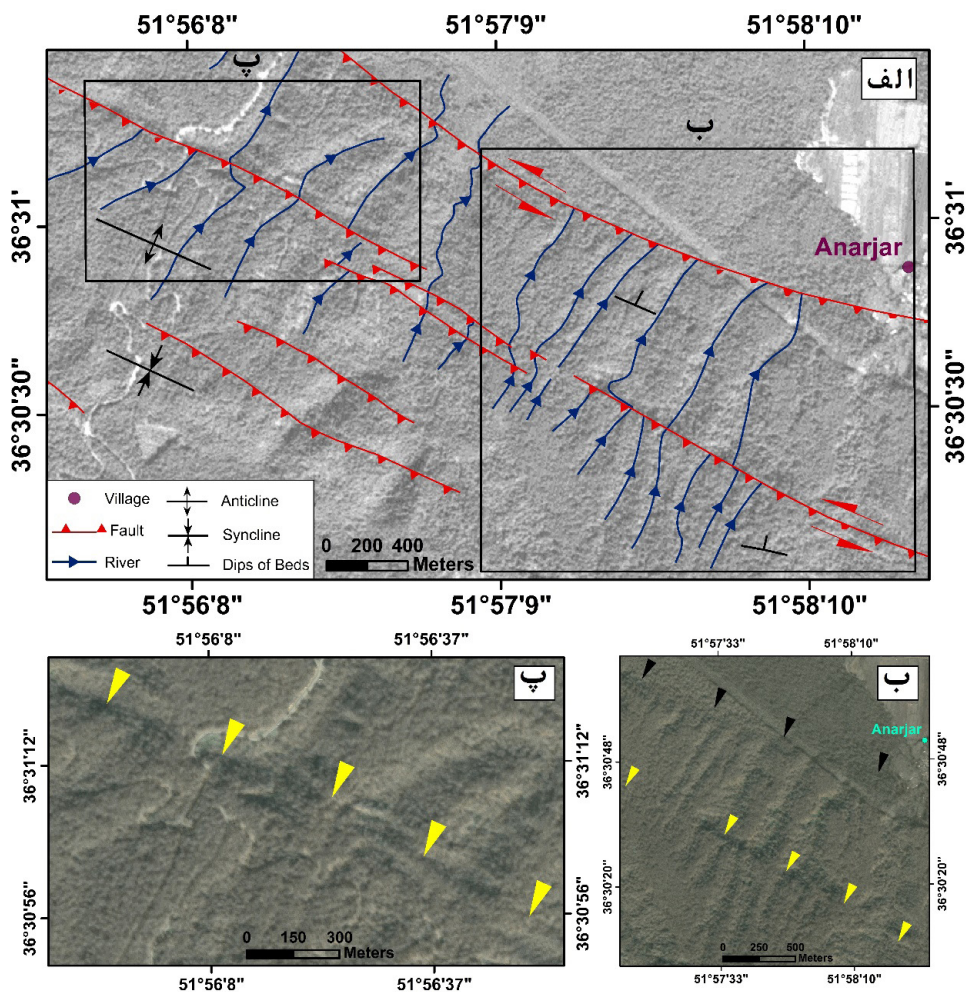 51°56'8" 51°57'9" 51°58'10"
پ
الف
ب
36°31'
36°31'
Anarjar
36°30'30"
36°30'30"
Village
Anticline
Fault
Syncline
River
Dips of Beds
0 200 400
Meters
51°56'8" 51°57'9" 51°58'10"
51°56'8" 51°56'37"
پ
36°31'12"
36°31'12"
36°30'56"
36°30'56"
0 150 300
Meters
51°56'8" 51°56'37"
51°57'33" 51°58'10"
ب
Anarjar
36°30'48"
36°30'48"
36°30'20"
36°30'20"
0 250 500
Meters
51°57'33" 51°58'10"